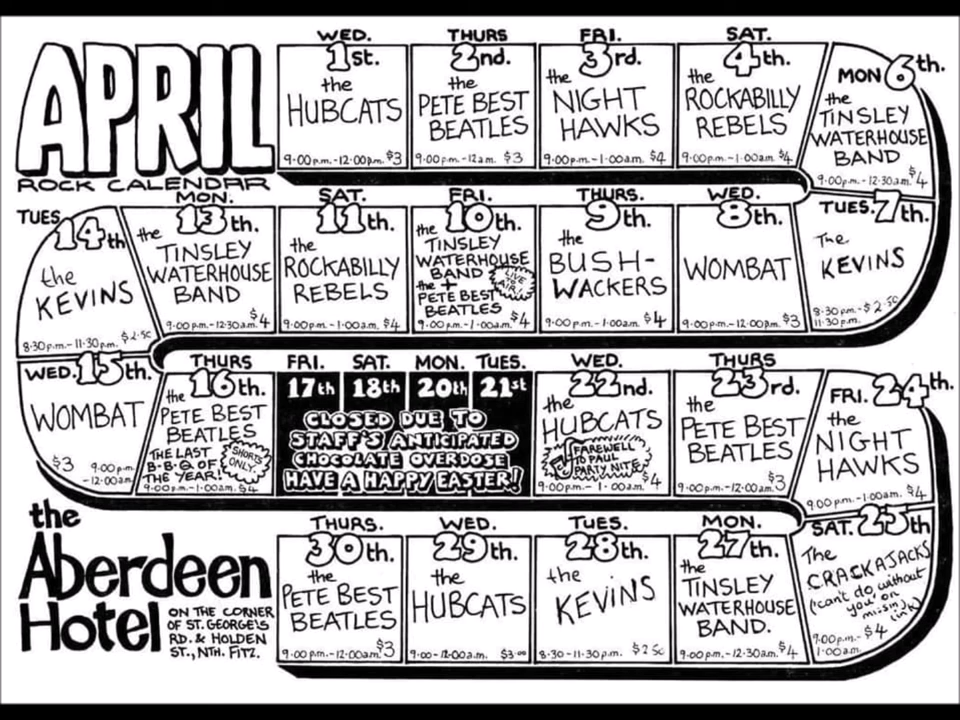 APRIL
ROCK CALENDAR
WED.
1st.
the
HUBCATS
9.00p.m.-12.00p.m. $3
THURS
2nd.
the
PETE BEST
BEATLES
9.00p.m.-12am. $3
FRI.
3rd.
the
NIGHT
HAWKS
9.00p.m.-1.00a.m. $4
SAT.
4th.
the
ROCKABILLY
REBELS
9.00p.m.-1.00a.m. $4
MON 6th.
the
TINSLEY
WATERHOUSE
BAND
9.00p.m.-12.30a.m. $4
TUES. 7th.
The
KEVINS
8.30p.m.- $2.50
11.30p.m.
WED.
8th.
WOMBAT
9.00p.m.-12.00p.m. $3
THURS.
9th.
the
BUSH-
WACKERS
9.00p.m.-1.00a.m. $4
FRI.
10th.
the
TINSLEY
WATERHOUSE
BAND
the +
PETE BEST
BEATLES
LIVE
TO
AIR!
9.00p.m.-1.00a.m. $4
SAT.
11th.
the
ROCKABILLY
REBELS
9.00p.m.-1.00a.m. $4
MON.
13th.
the
TINSLEY
WATERHOUSE
BAND
9.00p.m.-12.30a.m. $4
TUES.
14th
the
KEVINS
8.30p.m.-11.30p.m. $2.50
WED. 15th.
WOMBAT
$3 9.00p.m.
-12.00am.
THURS
16th.
the
PETE BEST
BEATLES
THE LAST
B-B-Q OF
THE YEAR!
SHORTS
ONLY.
9.00p.m.-1.00a.m. $4
FRI. SAT. MON. TUES.
17th 18th 20th 21st
CLOSED DUE TO
STAFF'S ANTICIPATED
CHOCOLATE OVERDOSE
HAVE A HAPPY EASTER!
WED.
22nd.
the
HUBCATS
FAREWELL
TO PAUL
PARTY NITE
9.00p.m.-1.00a.m. $4
THURS
23rd.
the
PETE BEST
BEATLES
9.00p.m.-12.00a.m. $3
FRI. 24th.
the
NIGHT
HAWKS
9.00p.m.-1.00a.m. $4
SAT. 25th
The
CRACKAJACKS
(can't do, without
you on
missin)
link)
9.00p.m.- $4
1.00a.m.
MON.
27th.
the
TINSLEY
WATERHOUSE
BAND.
9.00p.m.-12.30a.m. $4
TUES.
28th.
the
KEVINS
8.30-11.30p.m. $2.50
WED.
29th.
the
HUBCATS
9.00-12.00a.m. $3.00
THURS.
30th.
the
PETE BEST
BEATLES
9.00p.m.-12.00a.m. $3
the
Aberdeen
Hotel
ON THE CORNER
OF ST. GEORGE'S
RD. & HOLDEN
ST., NTH. FITZ.